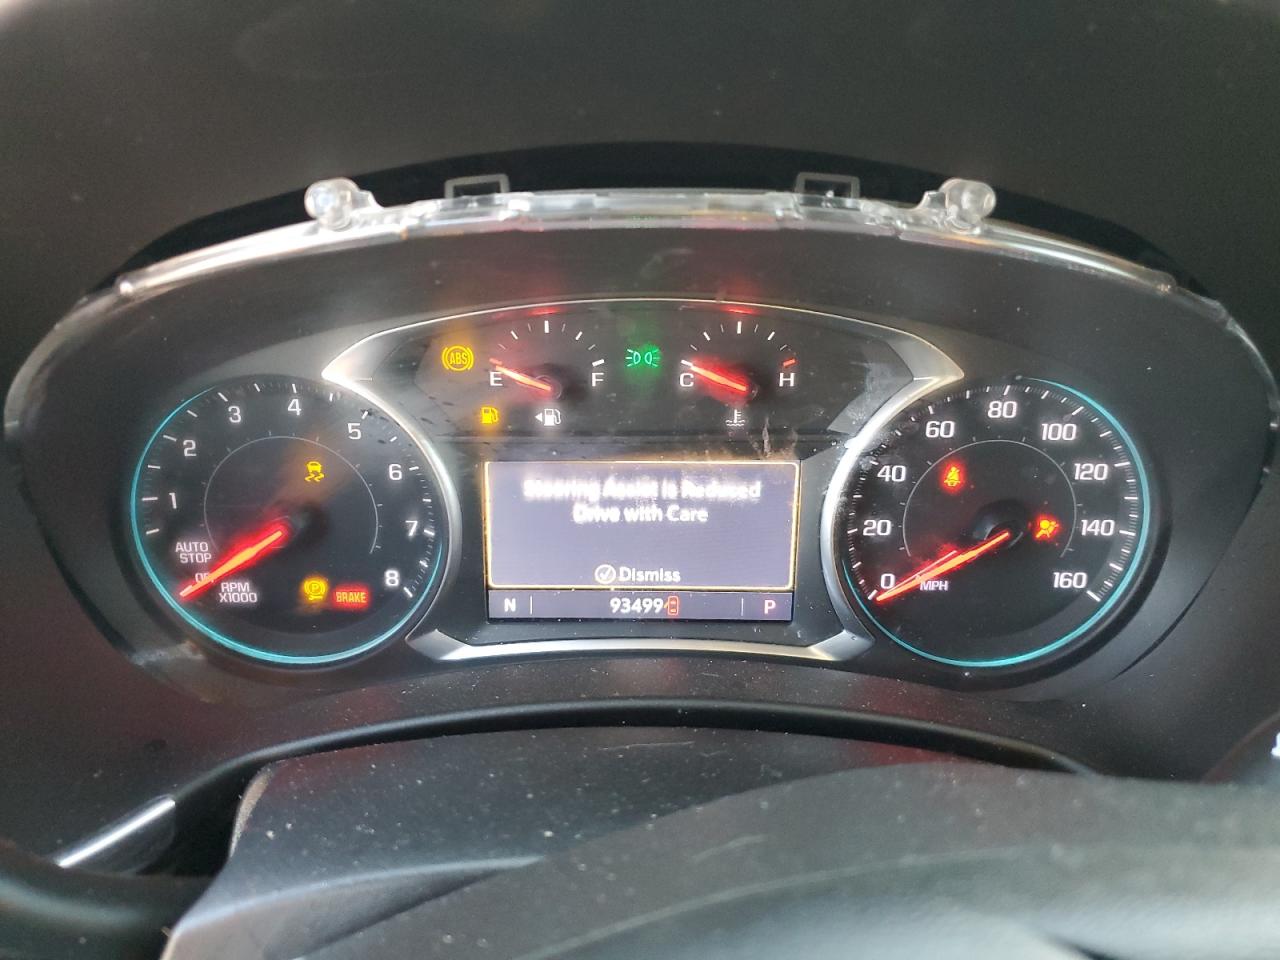 ABS
E F
C H
1 2 3 4 5 6 7 8
AUTO
STOP
RPM
X1000
P
BRAKE
Steering Assist is Reduced
Drive with Care
Dismiss
N 93499 P
0 20 40 60 80 100 120 140 160
MPH